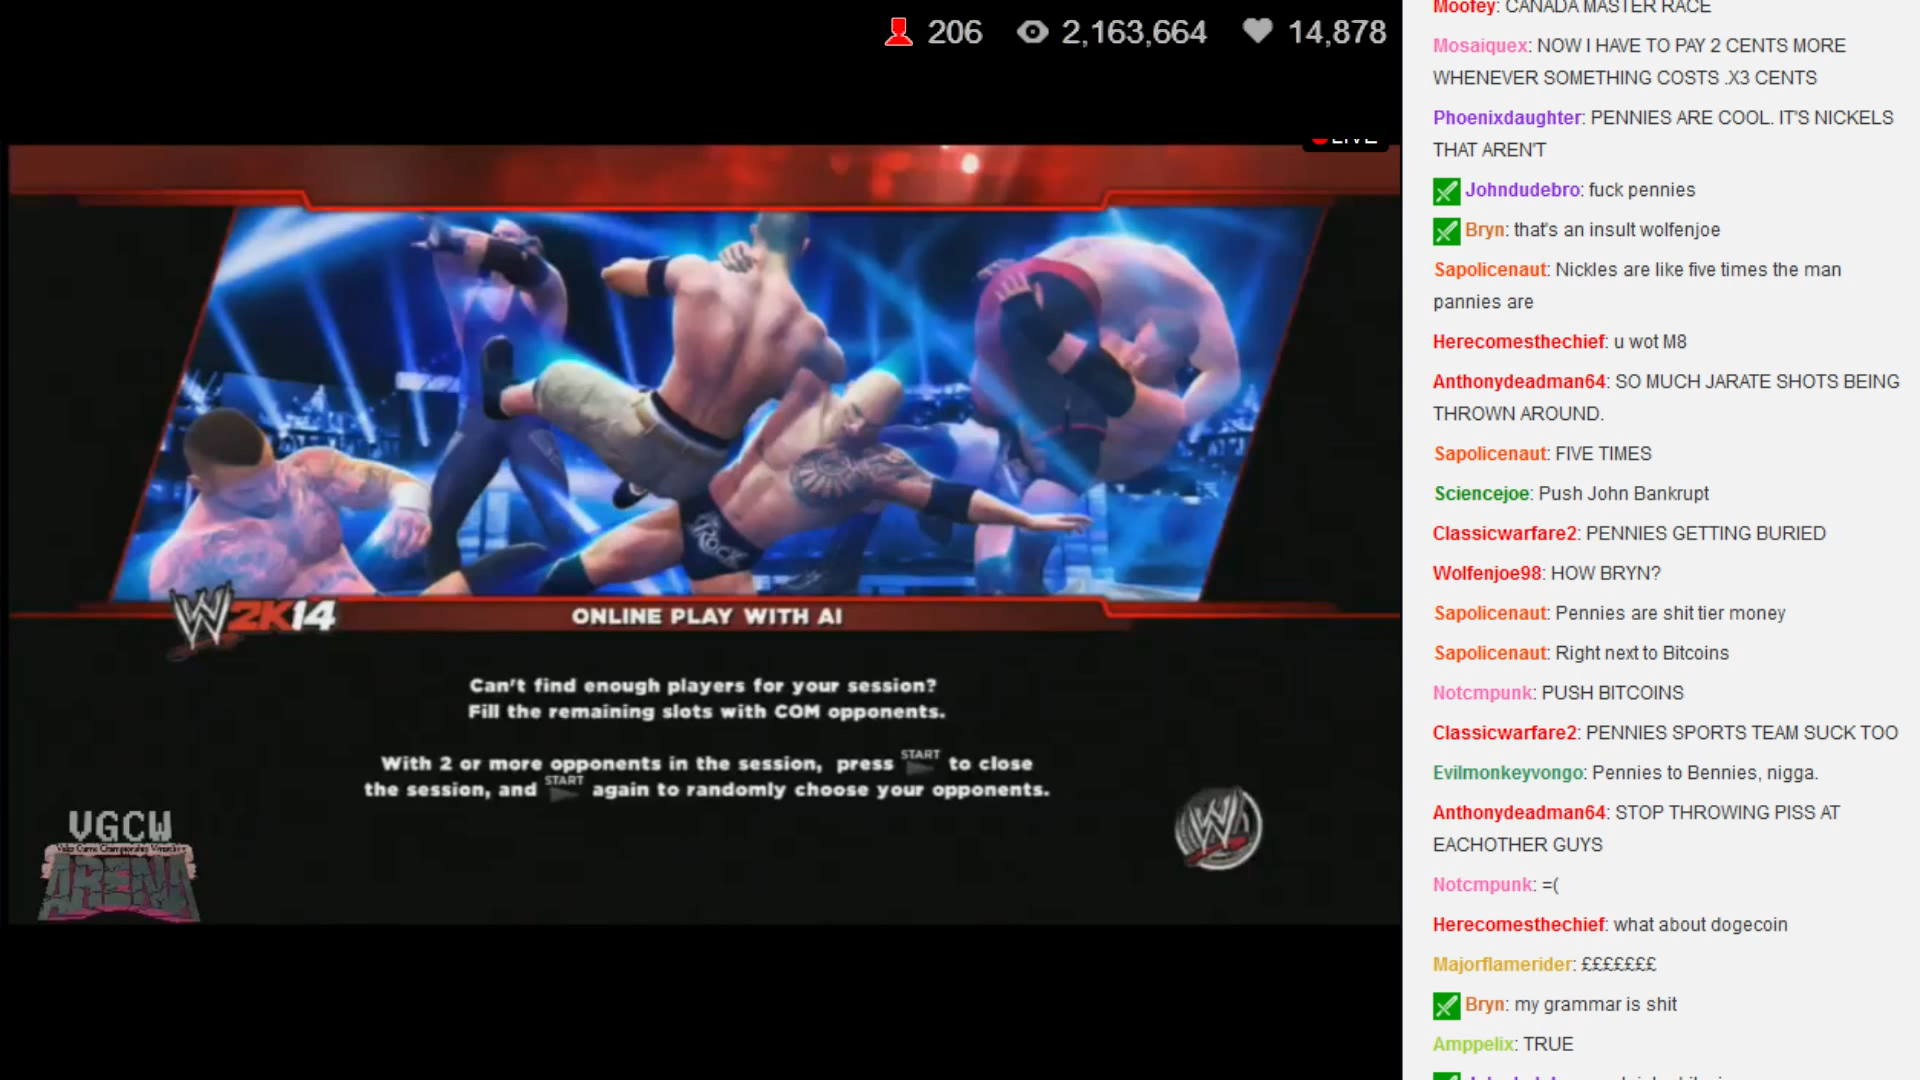 206 2,163,664 14,878
LIVE
ROCK
W2K14
ONLINE PLAY WITH AI
Can't find enough players for your session?
Fill the remaining slots with COM opponents.
With 2 or more opponents in the session, press START to close
the session, and START again to randomly choose your opponents.
VGCW
Video Game Championship Wrestling
ARENA
W
Moofey: CANADA MASTER RACE
Mosaiquex: NOW I HAVE TO PAY 2 CENTS MORE
WHENEVER SOMETHING COSTS .X3 CENTS
Phoenixdaughter: PENNIES ARE COOL. IT'S NICKELS
THAT AREN'T
Johndudebro: fuck pennies
Bryn: that's an insult wolfenjoe
Sapolicenaut: Nickles are like five times the man
pannies are
Herecomesthechief: u wot M8
Anthonydeadman64: SO MUCH JARATE SHOTS BEING
THROWN AROUND.
Sapolicenaut: FIVE TIMES
Sciencejoe: Push John Bankrupt
Classicwarfare2: PENNIES GETTING BURIED
Wolfenjoe98: HOW BRYN?
Sapolicenaut: Pennies are shit tier money
Sapolicenaut: Right next to Bitcoins
Notcmpunk: PUSH BITCOINS
Classicwarfare2: PENNIES SPORTS TEAM SUCK TOO
Evilmonkeyvongo: Pennies to Bennies, nigga.
Anthonydeadman64: STOP THROWING PISS AT
EACHOTHER GUYS
Notcmpunk: =(
Herecomesthechief: what about dogecoin
Majorflamerider: £££££££
Bryn: my grammar is shit
Amppelix: TRUE